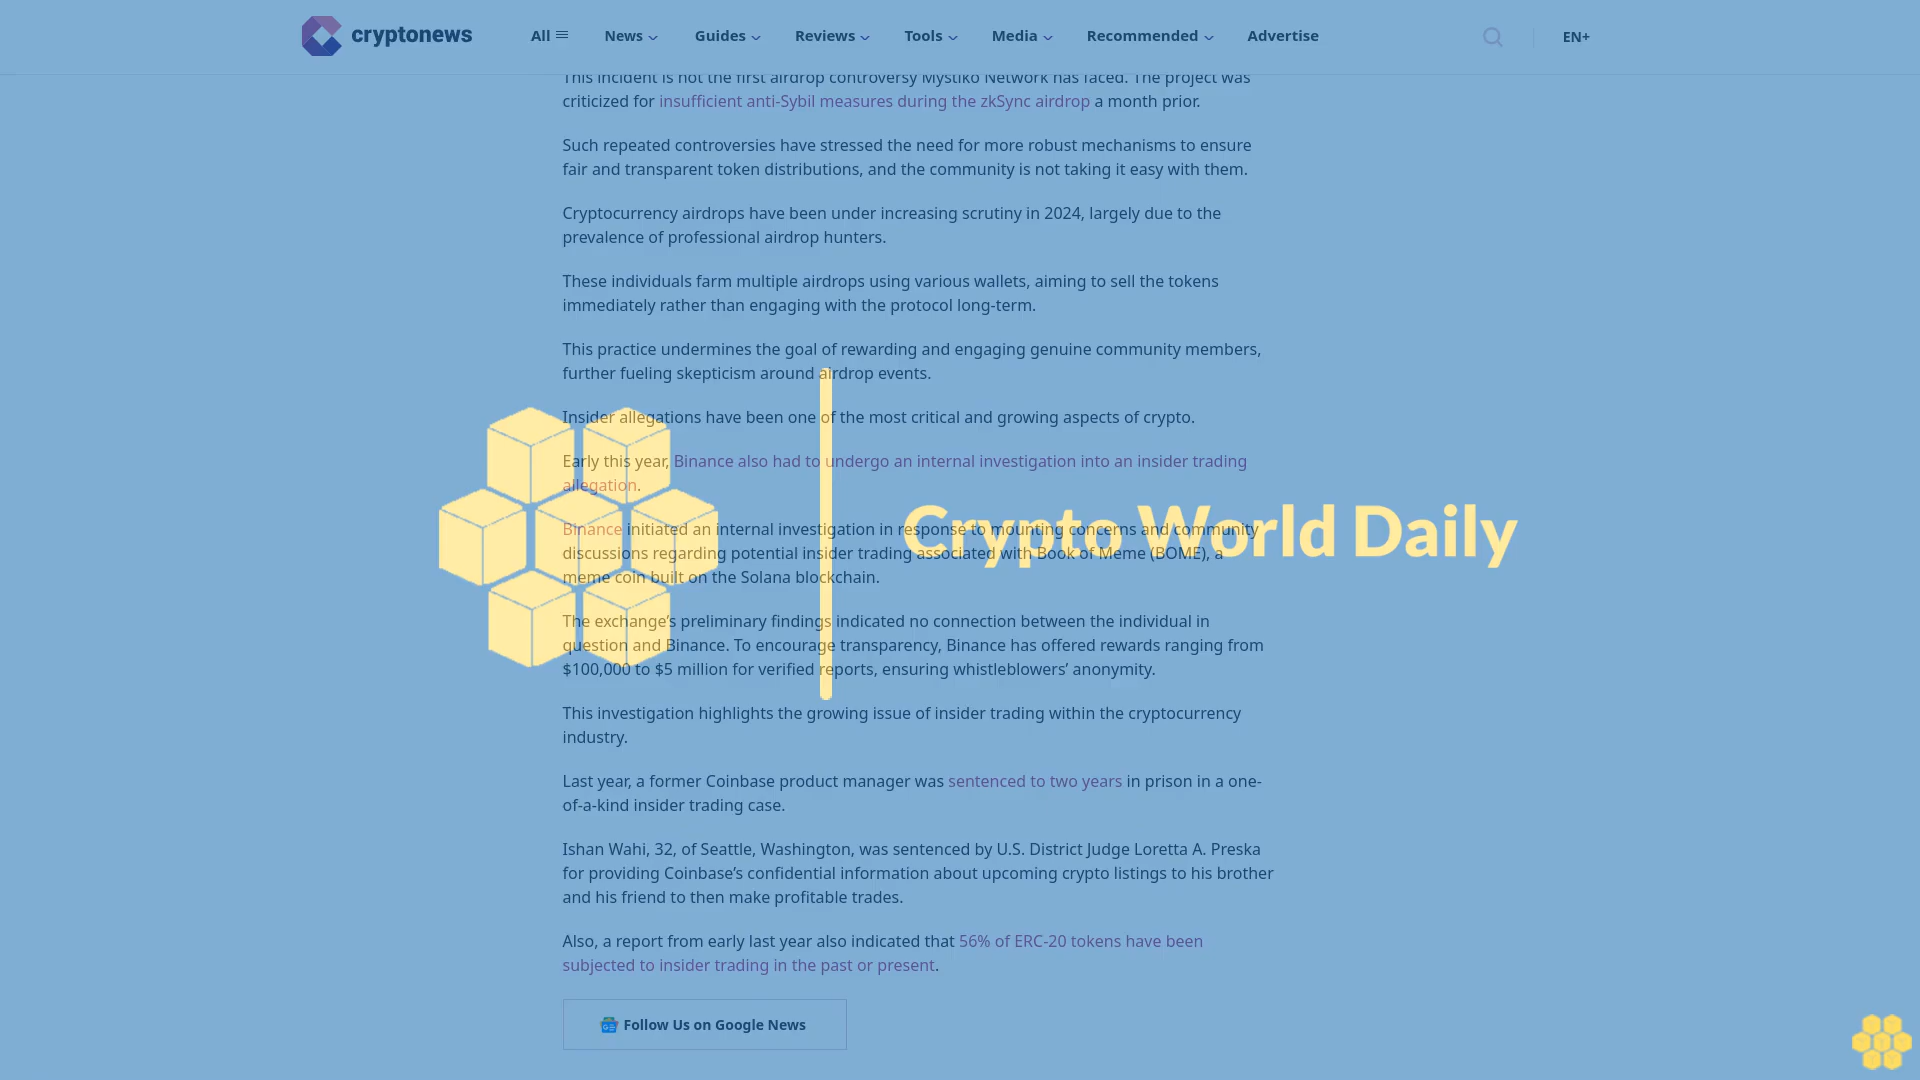 cryptonews
All
News
Guides
Reviews
Tools
Media
Recommended
Advertise
EN+
This incident is not the first airdrop controversy Mystiko Network has faced. The project was
criticized for insufficient anti-Sybil measures during the zkSync airdrop a month prior.
Such repeated controversies have stressed the need for more robust mechanisms to ensure
fair and transparent token distributions, and the community is not taking it easy with them.
Cryptocurrency airdrops have been under increasing scrutiny in 2024, largely due to the
prevalence of professional airdrop hunters.
These individuals farm multiple airdrops using various wallets, aiming to sell the tokens
immediately rather than engaging with the protocol long-term.
This practice undermines the goal of rewarding and engaging genuine community members,
further fueling skepticism around airdrop events.
Insider allegations have been one of the most critical and growing aspects of crypto.
Early this year, Binance also had to undergo an internal investigation into an insider trading
allegation.
Binance initiated an internal investigation in response to mounting concerns and community
discussions regarding potential insider trading associated with Book of Meme (BOME), a
meme coin built on the Solana blockchain.
Crypto World Daily
The exchange's preliminary findings indicated no connection between the individual in
question and Binance. To encourage transparency, Binance has offered rewards ranging from
$100,000 to $5 million for verified reports, ensuring whistleblowers’ anonymity.
This investigation highlights the growing issue of insider trading within the cryptocurrency
industry.
Last year, a former Coinbase product manager was sentenced to two years in prison in a one-
of-a-kind insider trading case.
Ishan Wahi, 32, of Seattle, Washington, was sentenced by U.S. District Judge Loretta A. Preska
for providing Coinbase’s confidential information about upcoming crypto listings to his brother
and his friend to then make profitable trades.
Also, a report from early last year also indicated that 56% of ERC-20 tokens have been
subjected to insider trading in the past or present.
Follow Us on Google News